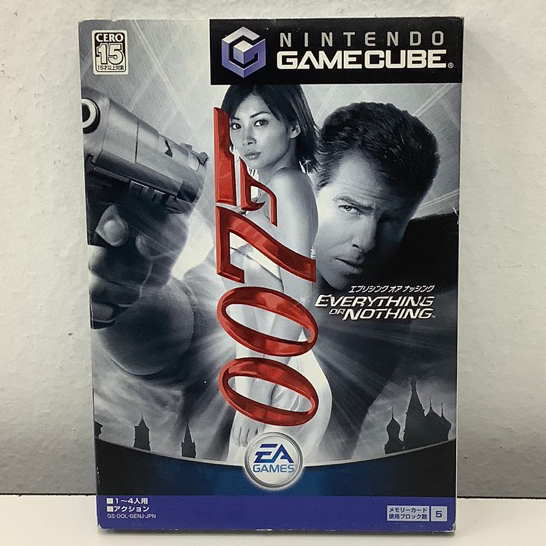 CERO
15
15才以上対象
NINTENDO
GAMECUBE
007
エブリシング オア ナッシング
EVERYTHING
OR NOTHING
EA
GAMES
■1～4人用
■アクション
GS-DOL-GENJ-JPN
メモリーカード
使用ブロック数 5